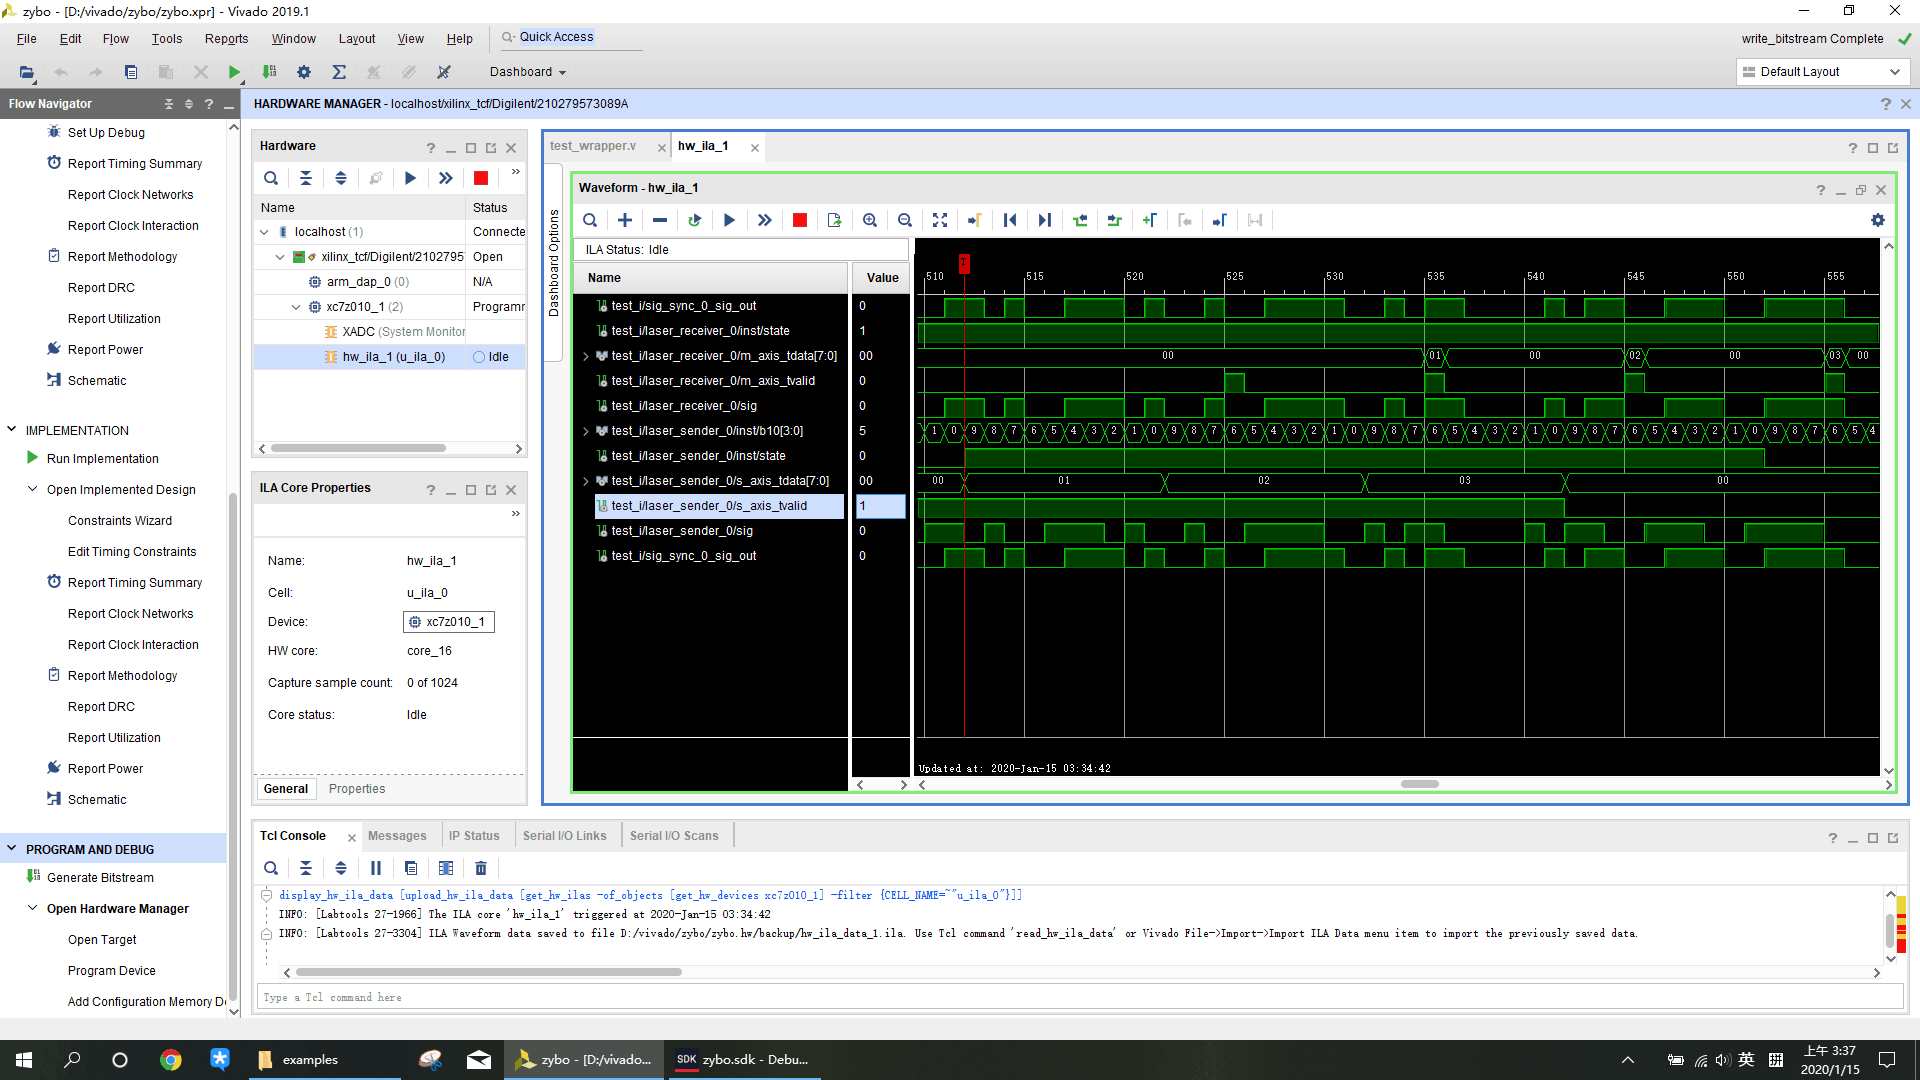 zybo - [D:/vivado/zybo/zybo.xpr] - Vivado 2019.1
File Edit Flow Tools Reports Window Layout View Help Quick Access
write_bitstream Complete
Dashboard
Default Layout
Flow Navigator
HARDWARE MANAGER - localhost/xilinx_tcf/Digilent/210279573089A
Set Up Debug
Report Timing Summary
Report Clock Networks
Report Clock Interaction
Report Methodology
Report DRC
Report Utilization
Report Power
Schematic
IMPLEMENTATION
Run Implementation
Open Implemented Design
Constraints Wizard
Edit Timing Constraints
Report Timing Summary
Report Clock Networks
Report Clock Interaction
Report Methodology
Report DRC
Report Utilization
Report Power
Schematic
PROGRAM AND DEBUG
Generate Bitstream
Open Hardware Manager
Open Target
Program Device
Add Configuration Memory D
Hardware
Name Status
localhost (1) Connecte
xilinx_tcf/Digilent/2102795 Open
arm_dap_0 (0) N/A
xc7z010_1 (2) Programm
XADC (System Monitor
hw_ila_1 (u_ila_0) Idle
ILA Core Properties
Name: hw_ila_1
Cell: u_ila_0
Device: xc7z010_1
HW core: core_16
Capture sample count: 0 of 1024
Core status: Idle
General Properties
test_wrapper.v hw_ila_1
Dashboard Options
Waveform - hw_ila_1
ILA Status: Idle
Name Value
510 515 520 525 530 535 540 545 550 555
test_i/sig_sync_0_sig_out 0
test_i/laser_receiver_0/inst/state 1
test_i/laser_receiver_0/m_axis_tdata[7:0] 00 00 01 00 02 00 03 00
test_i/laser_receiver_0/m_axis_tvalid 0
test_i/laser_receiver_0/sig 0
test_i/laser_sender_0/inst/b10[3:0] 5 1 0 9 8 7 6 5 4 3 2 1 0 9 8 7 6 5 4 3 2 1 0 9 8 7 6 5 4 3 2 1 0 9 8 7 6 5 4 3 2 1 0 9 8 7 6 5 4
test_i/laser_sender_0/inst/state 0
test_i/laser_sender_0/s_axis_tdata[7:0] 00 00 01 02 03 00
test_i/laser_sender_0/s_axis_tvalid 1
test_i/laser_sender_0/sig 0
test_i/sig_sync_0_sig_out 0
Updated at: 2020-Jan-15 03:34:42
Tcl Console Messages IP Status Serial I/O Links Serial I/O Scans
display_hw_ila_data [upload_hw_ila_data [get_hw_ilas -of_objects [get_hw_devices xc7z010_1] -filter {CELL_NAME=~"u_ila_0"}]]
INFO: [Labtools 27-1966] The ILA core 'hw_ila_1' triggered at 2020-Jan-15 03:34:42
INFO: [Labtools 27-3304] ILA Waveform data saved to file D:/vivado/zybo/zybo.hw/backup/hw_ila_data_1.ila. Use Tcl command 'read_hw_ila_data' or Vivado File->Import->Import ILA Data menu item to import the previously saved data.
Type a Tcl command here
examples
zybo - [D:/vivado...
SDK zybo.sdk - Debu...
英
拼
上午 3:37
2020/1/15